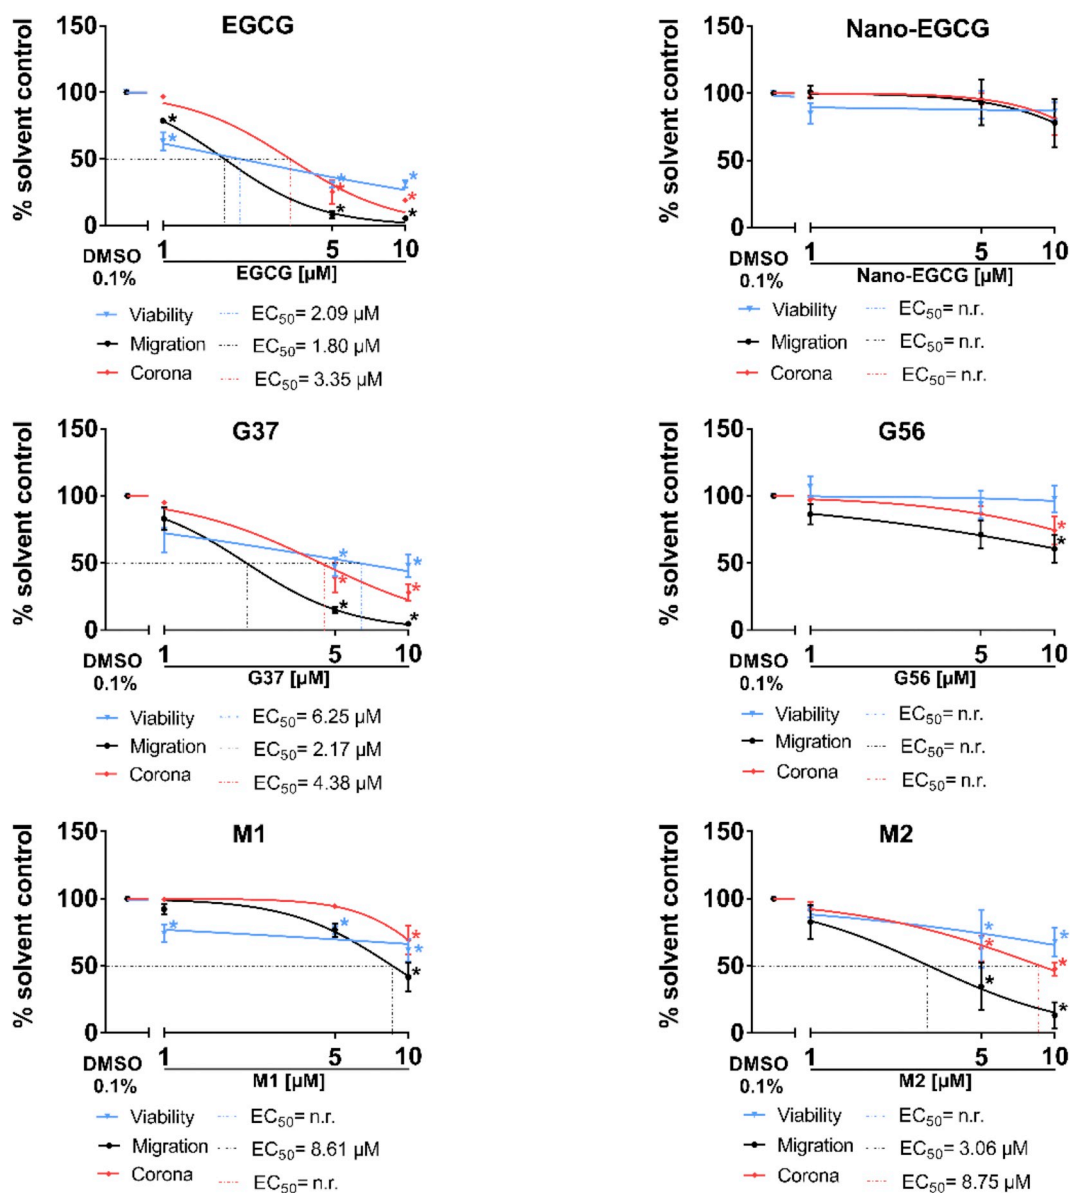 EGCG
% solvent control
150
100
50
0
DMSO
0.1%
1
5
10
EGCG [µM]
Viability
EC50= 2.09 µM
Migration
EC50= 1.80 µM
Corona
EC50= 3.35 µM
Nano-EGCG
% solvent control
150
100
50
0
DMSO
0.1%
1
5
10
Nano-EGCG [µM]
Viability
EC50= n.r.
Migration
EC50= n.r.
Corona
EC50= n.r.
G37
% solvent control
150
100
50
0
DMSO
0.1%
1
5
10
G37 [µM]
Viability
EC50= 6.25 µM
Migration
EC50= 2.17 µM
Corona
EC50= 4.38 µM
G56
% solvent control
150
100
50
0
DMSO
0.1%
1
5
10
G56 [µM]
Viability
EC50= n.r.
Migration
EC50= n.r.
Corona
EC50= n.r.
M1
% solvent control
150
100
50
0
DMSO
0.1%
1
5
10
M1 [µM]
Viability
EC50= n.r.
Migration
EC50= 8.61 µM
Corona
EC50= n.r.
M2
% solvent control
150
100
50
0
DMSO
0.1%
1
5
10
M2 [µM]
Viability
EC50= n.r.
Migration
EC50= 3.06 µM
Corona
EC50= 8.75 µM